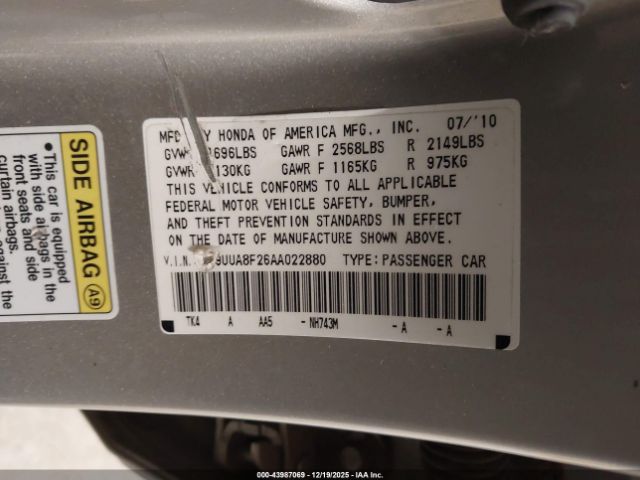 SIDE AIRBAG A9
•This car is equipped
with side airbags in the
front seats and side
curtain airbags.
MFD BY HONDA OF AMERICA MFG., INC. 07/'10
GVWR 696LBS GAWR F 2568LBS R 2149LBS
GVWR 130KG GAWR F 1165KG R 975KG
THIS VEHICLE CONFORMS TO ALL APPLICABLE
FEDERAL MOTOR VEHICLE SAFETY, BUMPER,
AND THEFT PREVENTION STANDARDS IN EFFECT
ON THE DATE OF MANUFACTURE SHOWN ABOVE.
V.I.N. 9UUA8F26AA022880 TYPE:PASSENGER CAR
TK4 A AA5 -NH743M -A -A
000-43987069 | 12/19/2025 | IAA Inc.